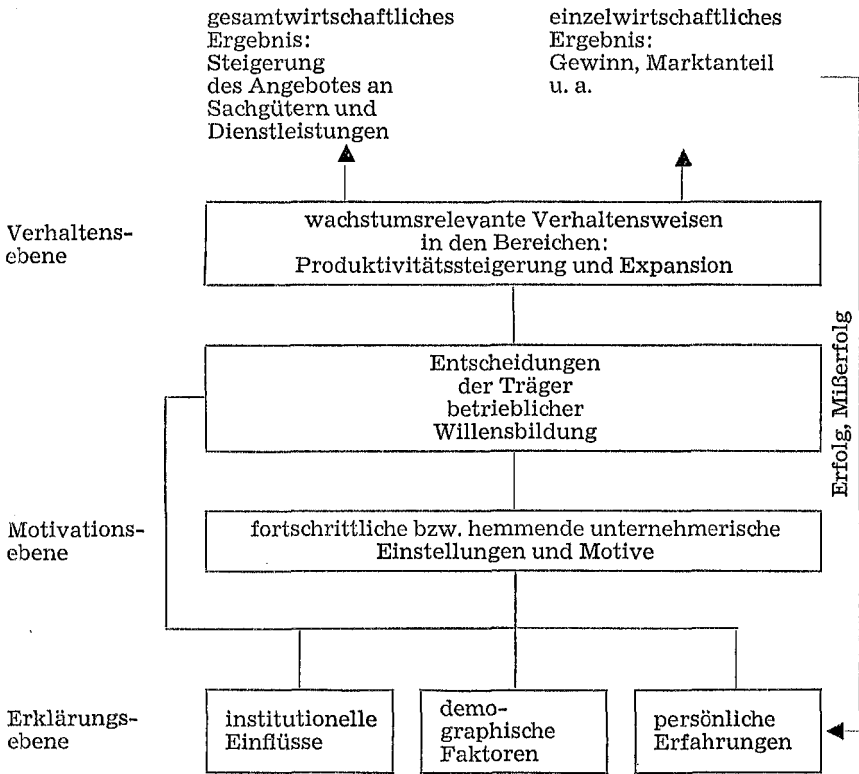 gesamtwirtschaftliches
Ergebnis:
Steigerung
des Angebotes an
Sachgütern und
Dienstleistungen
einzelwirtschaftliches
Ergebnis:
Gewinn, Marktanteil
u. a.
Verhaltens-
ebene
wachstumsrelevante Verhaltensweisen
in den Bereichen:
Produktivitätssteigerung und Expansion
Entscheidungen
der Träger
betrieblicher
Willensbildung
Erfolg, Mißerfolg
Motivations-
ebene
fortschrittliche bzw. hemmende unternehmerische
Einstellungen und Motive
Erklärungs-
ebene
institutionelle
Einflüsse
demo-
graphische
Faktoren
persönliche
Erfahrungen